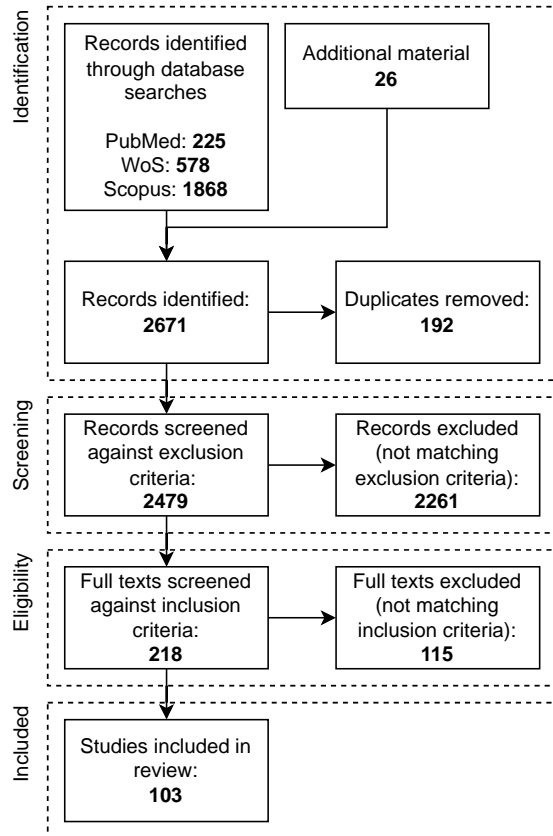 Identification
Records identified
through database
searches
PubMed: 225
WoS: 578
Scopus: 1868
Additional material
26
Records identified:
2671
Duplicates removed:
192
Screening
Records screened
against exclusion
criteria:
2479
Records excluded
(not matching
exclusion criteria):
2261
Eligibility
Full texts screened
against inclusion
criteria:
218
Full texts excluded
(not matching
inclusion criteria):
115
Included
Studies included in
review:
103